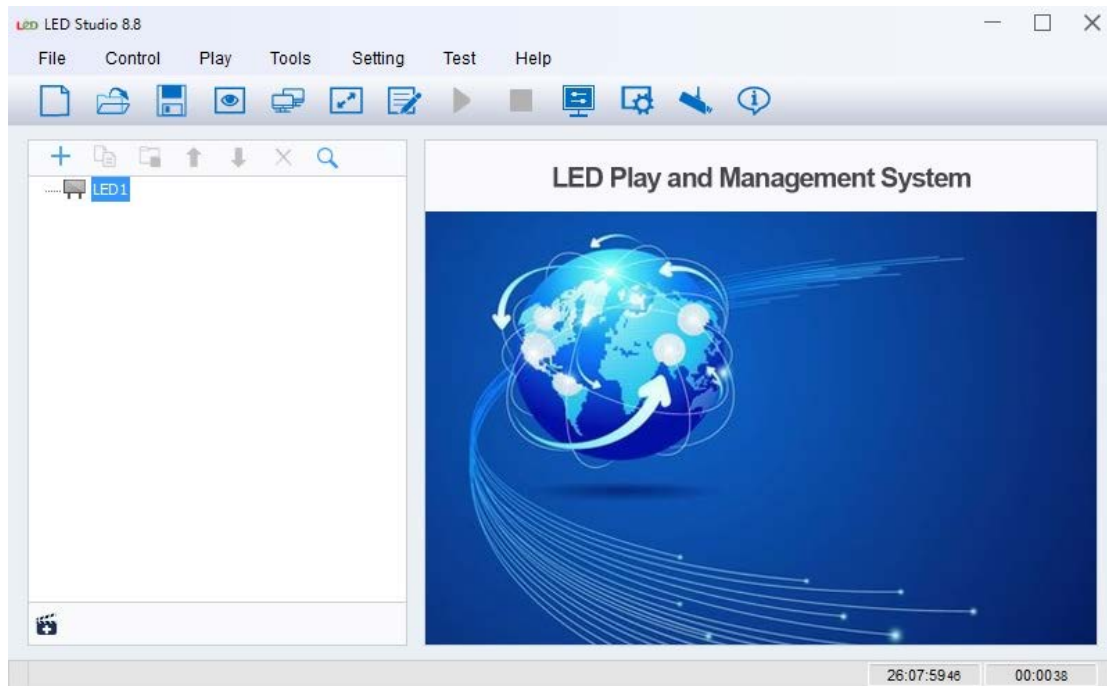 LED LED Studio 8.8
File Control Play Tools Setting Test Help
LED1
LED Play and Management System
26:07:5946 00:0038